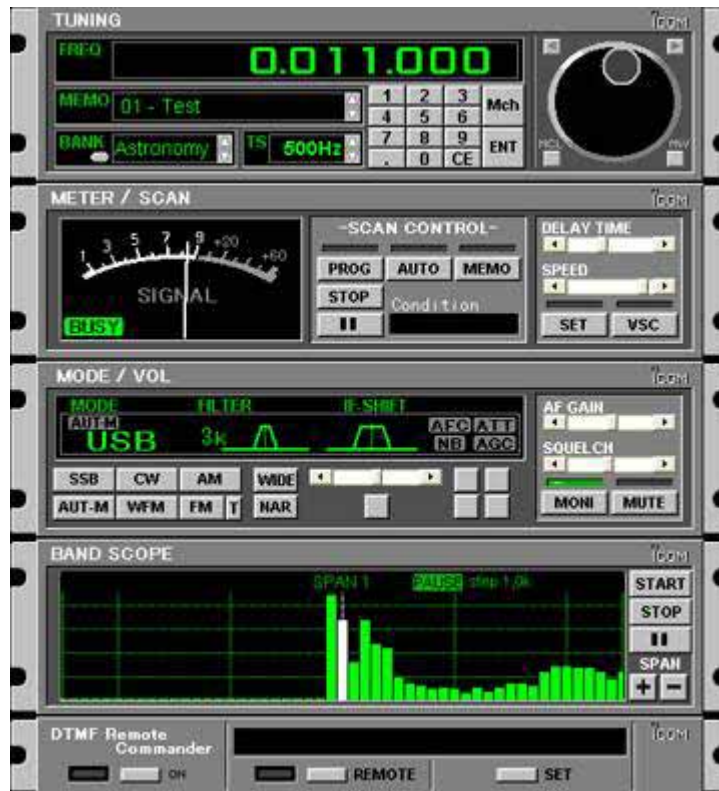 TUNING
ICOM
FREQ 0.011.000
MEMO 01 - Test
1 2 3 Mch
4 5 6
BANK Astronomy TS 500Hz
7 8 9 ENT
. 0 CE
MCL
METER / SCAN
ICOM
1 3 5 7 9 +20 +60
SIGNAL
BUSY
-SCAN CONTROL-
PROG AUTO MEMO
STOP Condition
DELAY TIME
SPEED
SET VSC
MODE / VOL
ICOM
MODE FILTER IF-SHIFT
AUT-M
USB 3k
AFC ATT
NB AGC
SSB CW AM WIDE
AUT-M WFM FM T NAR
AF GAIN
SQUELCH
MONI MUTE
BAND SCOPE
ICOM
SPAN 1 PAUSE step 1.0k
START
STOP
SPAN
+ -
DTMF Remote
Commander
ICOM
ON REMOTE SET